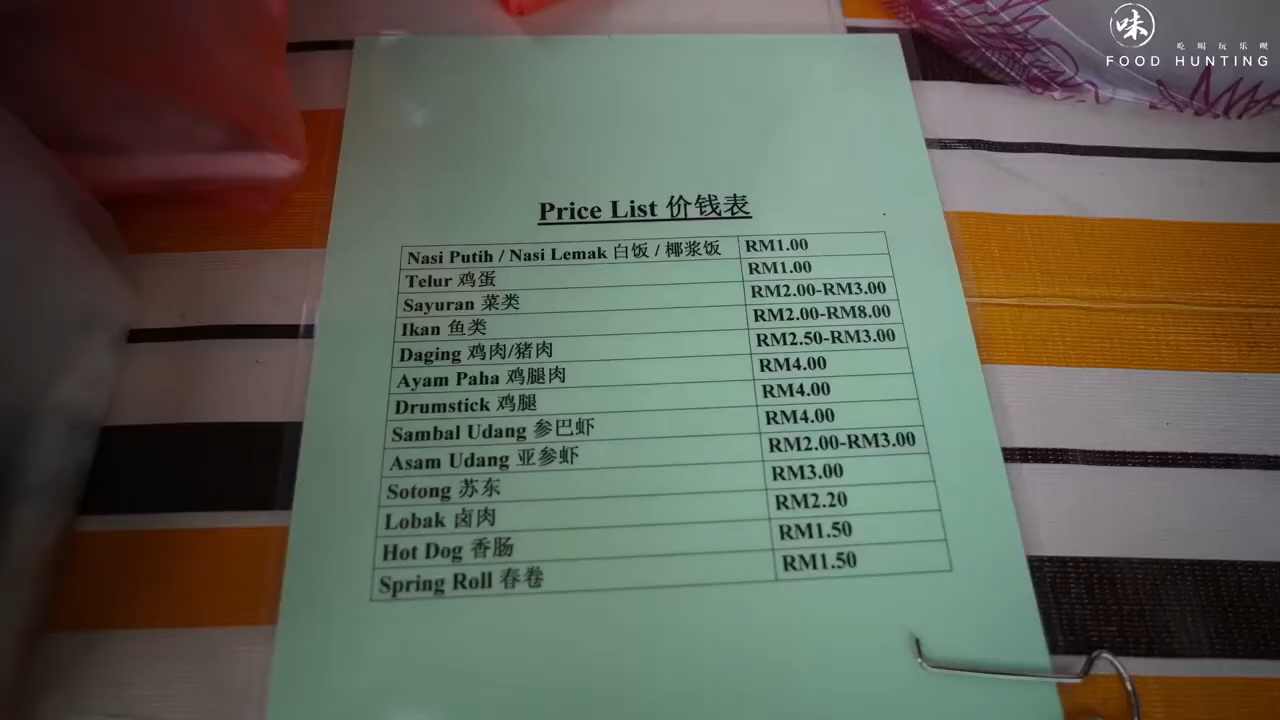 味
吃喝玩乐呗
FOOD HUNTING
Price List 价钱表
Nasi Putih / Nasi Lemak 白饭 / 椰浆饭 RM1.00
Telur 鸡蛋 RM1.00
Sayuran 菜类 RM2.00-RM3.00
Ikan 鱼类 RM2.00-RM8.00
Daging 鸡肉/猪肉 RM2.50-RM3.00
Ayam Paha 鸡腿肉 RM4.00
Drumstick 鸡腿 RM4.00
Sambal Udang 参巴虾 RM4.00
Asam Udang 亚参虾 RM2.00-RM3.00
Sotong 苏东 RM3.00
Lobak 卤肉 RM2.20
Hot Dog 香肠 RM1.50
Spring Roll 春卷 RM1.50